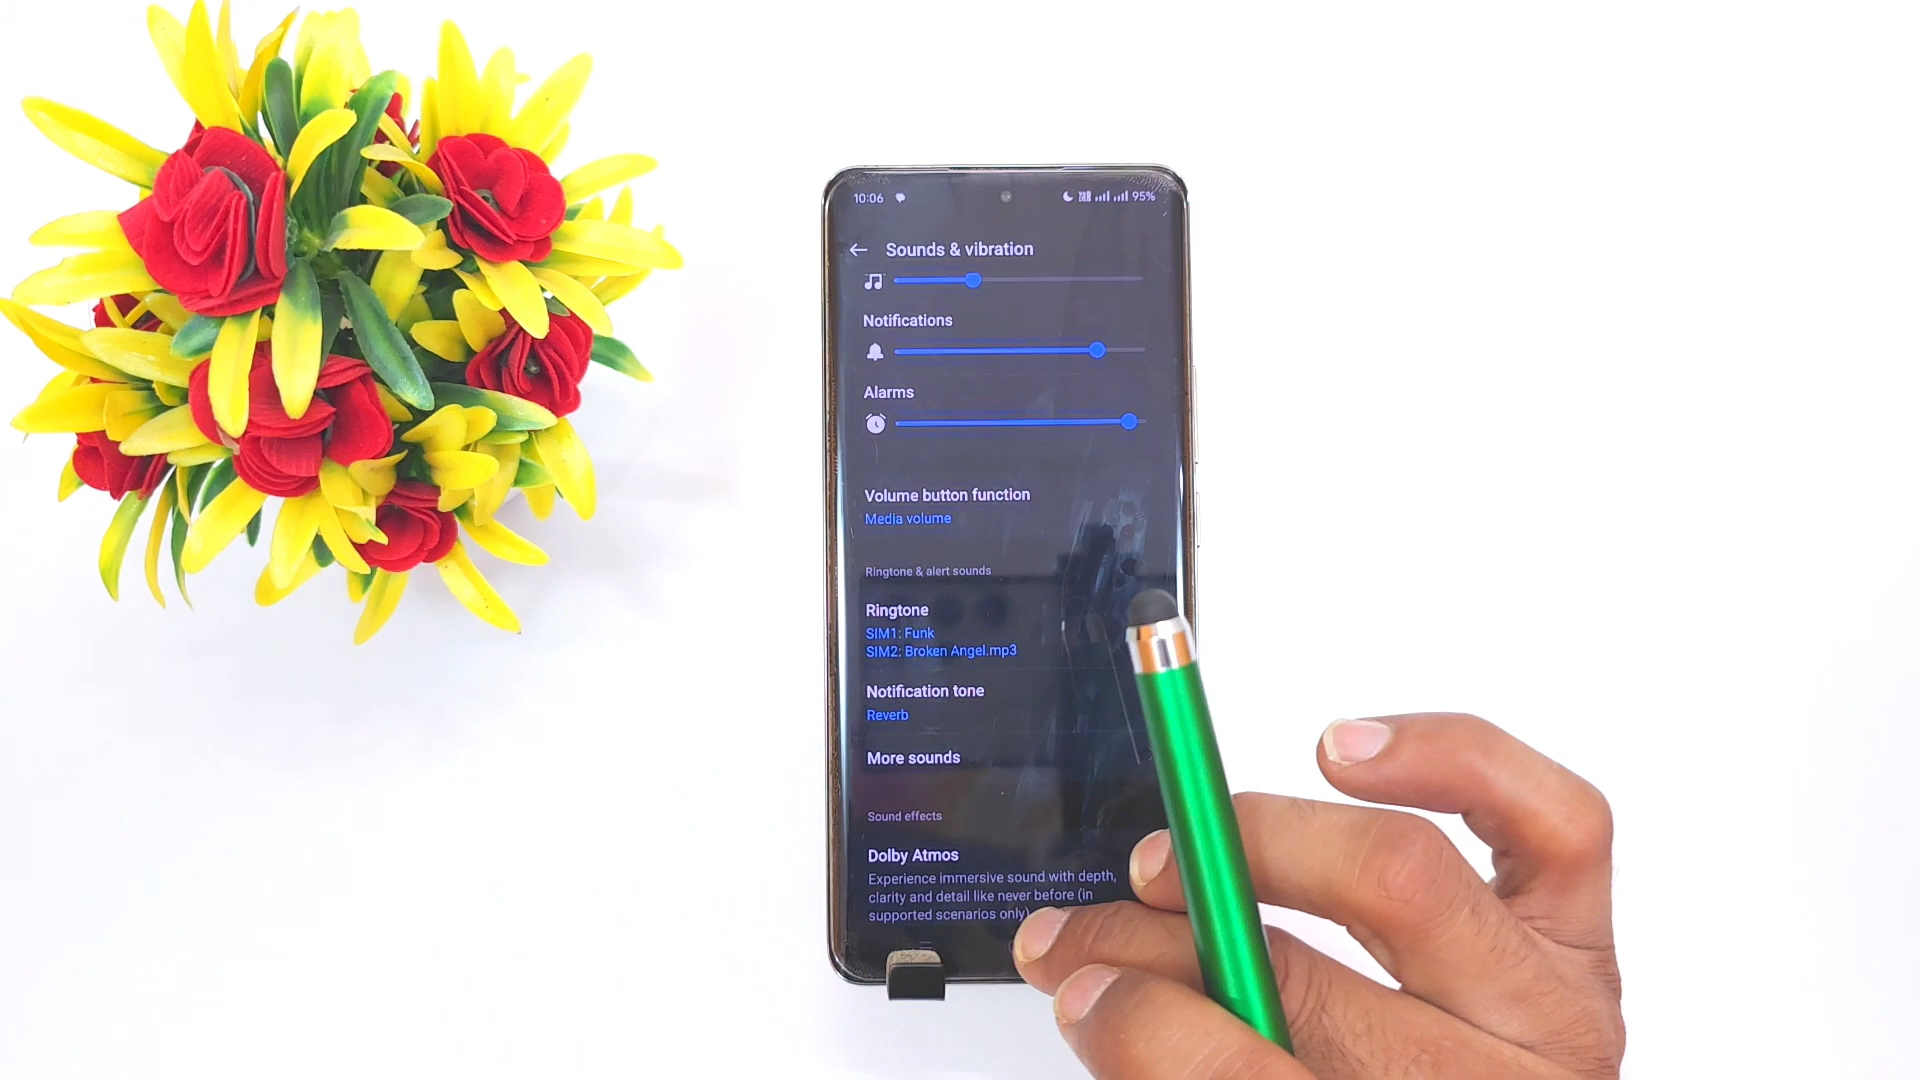 10:06
95%
Sounds & vibration
Notifications
Alarms
Volume button function
Media volume
Ringtone & alert sounds
Ringtone
SIM1: Funk
SIM2: Broken Angel.mp3
Notification tone
Reverb
More sounds
Sound effects
Dolby Atmos
Experience immersive sound with depth,
clarity and detail like never before (in
supported scenarios only)